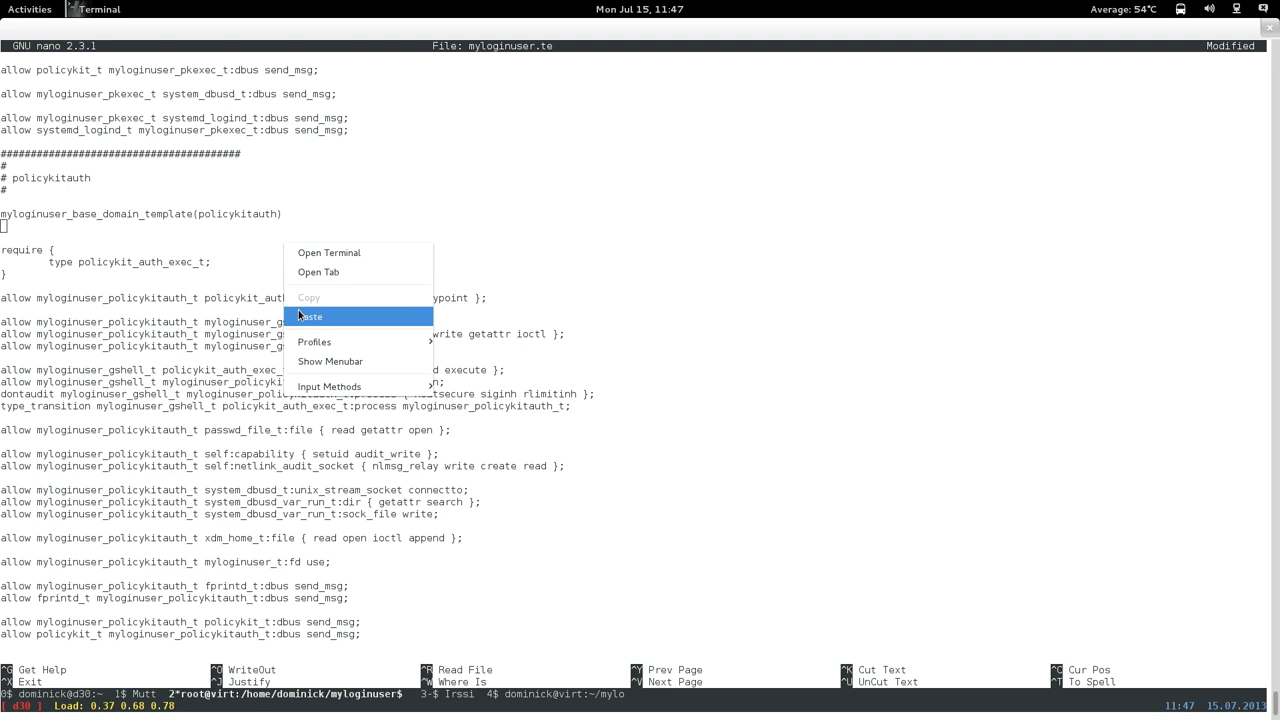 Activities Terminal Mon Jul 15, 11:47 Average: 54°C
GNU nano 2.3.1 File: myloginuser.te Modified
allow policykit_t myloginuser_pkexec_t:dbus send_msg;
allow myloginuser_pkexec_t system_dbusd_t:dbus send_msg;
allow myloginuser_pkexec_t systemd_logind_t:dbus send_msg;
allow systemd_logind_t myloginuser_pkexec_t:dbus send_msg;
########################################
#
# policykitauth
#
myloginuser_base_domain_template(policykitauth)
require {
type policykit_auth_exec_t;
}
Open Terminal
Open Tab
Copy
Profiles
Show Menubar
Input Methods
allow myloginuser_policykitauth_t ypoint };
allow myloginuser_policykitauth_t
allow myloginuser_policykitauth_t write getattr ioctl };
allow myloginuser_policykitauth_t
allow myloginuser_gshell_t execute };
allow myloginuser_gshell_t
dontaudit myloginuser_gshell_t siginh rlimitinh };
type_transition myloginuser_gshell_t policykit_auth_exec_t:process myloginuser_policykitauth_t;
allow myloginuser_policykitauth_t passwd_file_t:file { read getattr open };
allow myloginuser_policykitauth_t self:capability { setuid audit_write };
allow myloginuser_policykitauth_t self:netlink_audit_socket { nlmsg_relay write create read };
allow myloginuser_policykitauth_t system_dbusd_t:unix_stream_socket connectto;
allow myloginuser_policykitauth_t system_dbusd_var_run_t:dir { getattr search };
allow myloginuser_policykitauth_t system_dbusd_var_run_t:sock_file write;
allow myloginuser_policykitauth_t xdm_home_t:file { read open ioctl append };
allow myloginuser_policykitauth_t myloginuser_t:fd use;
allow myloginuser_policykitauth_t fprintd_t:dbus send_msg;
allow fprintd_t myloginuser_policykitauth_t:dbus send_msg;
allow myloginuser_policykitauth_t policykit_t:dbus send_msg;
allow policykit_t myloginuser_policykitauth_t:dbus send_msg;
^G Get Help ^O WriteOut ^R Read File ^Y Prev Page ^K Cut Text ^C Cur Pos
^X Exit ^J Justify ^W Where Is ^V Next Page ^U UnCut Text ^T To Spell
0$ dominick@d30:~ 1$ Mutt 2*root@virt:/home/dominick/myloginuser$ 3-$ Irssi 4$ dominick@virt:~/mylo
[ d30 ] Load: 0.37 0.68 0.78 11:47 15.07.2013